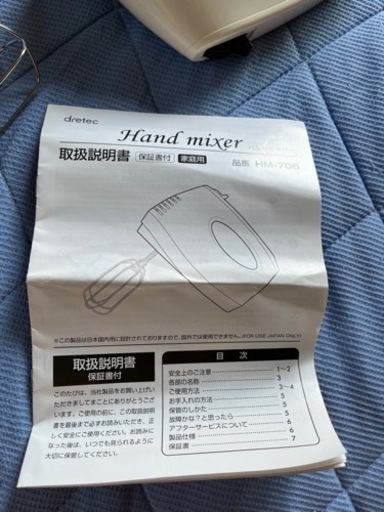 dretec
Hand mixer
取扱説明書 保証書付 家庭用
品番 HM-706
※この製品は日本国内用に設計されておりますので、国外では使用できません。(FOR USE JAPAN ONLY)
取扱説明書
保証書付
このたびは、当社製品をお買い上げい
ただきましてまことにありがとうござい
ます。ご使用の前に、この取扱説明書
を最後までお読みいただき、正
しく安全にご使用ください。お読みに
なった後は、いつでも見られるように
大切に保管してください。
目次
安全上のご注意 1~2
各部の名称 3
ご使用方法 3~4
お手入れの方法 5
保管のしかた 5
故障かな?と思ったら 5
アフターサービスについて 6
製品仕様 6
保証書 7